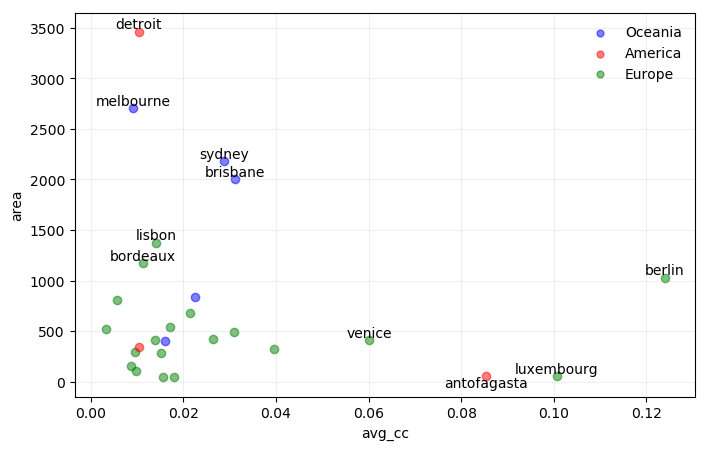 detroit
Oceania
America
Europe
melbourne
sydney
brisbane
lisbon
bordeaux
berlin
venice
luxembourg
antofagasta
3500
3000
2500
2000
1500
1000
500
0
area
0.00 0.02 0.04 0.06 0.08 0.10 0.12
avg_cc